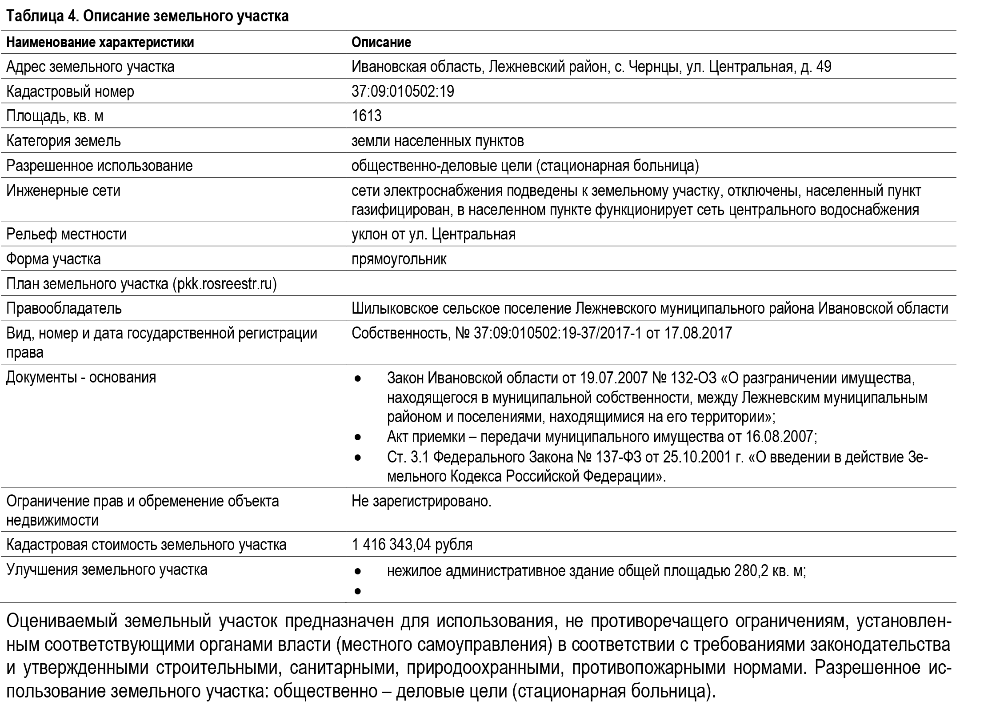 Таблица 4. Описание земельного участка
Наименование характеристики Описание
Адрес земельного участка Ивановская область, Лежневский район, с. Чернцы, ул. Центральная, д. 49
Кадастровый номер 37:09:010502:19
Площадь, кв. м 1613
Категория земель земли населенных пунктов
Разрешенное использование общественно-деловые цели (стационарная больница)
Инженерные сети сети электроснабжения подведены к земельному участку, отключены, населенный пункт
газифицирован, в населенном пункте функционирует сеть центрального водоснабжения
Рельеф местности уклон от ул. Центральная
Форма участка прямоугольник
План земельного участка (pkk.rosreestr.ru)
Правообладатель Шилыковское сельское поселение Лежневского муниципального района Ивановской области
Вид, номер и дата государственной регистрации Собственность, № 37:09:010502:19-37/2017-1 от 17.08.2017
права
Документы - основания • Закон Ивановской области от 19.07.2007 № 132-ОЗ «О разграничении имущества,
находящегося в муниципальной собственности, между Лежневским муниципальным
районом и поселениями, находящимися на его территории»;
• Акт приемки – передачи муниципального имущества от 16.08.2007;
• Ст. 3.1 Федерального Закона № 137-ФЗ от 25.10.2001 г. «О введении в действие Зе-
мельного Кодекса Российской Федерации».
Ограничение прав и обременение объекта Не зарегистрировано.
недвижимости
Кадастровая стоимость земельного участка 1 416 343,04 рубля
Улучшения земельного участка • нежилое административное здание общей площадью 280,2 кв. м;
•
Оцениваемый земельный участок предназначен для использования, не противоречащего ограничениям, установлен-
ным соответствующими органами власти (местного самоуправления) в соответствии с требованиями законодательства
и утвержденными строительными, санитарными, природоохранными, противопожарными нормами. Разрешенное ис-
пользование земельного участка: общественно – деловые цели (стационарная больница).